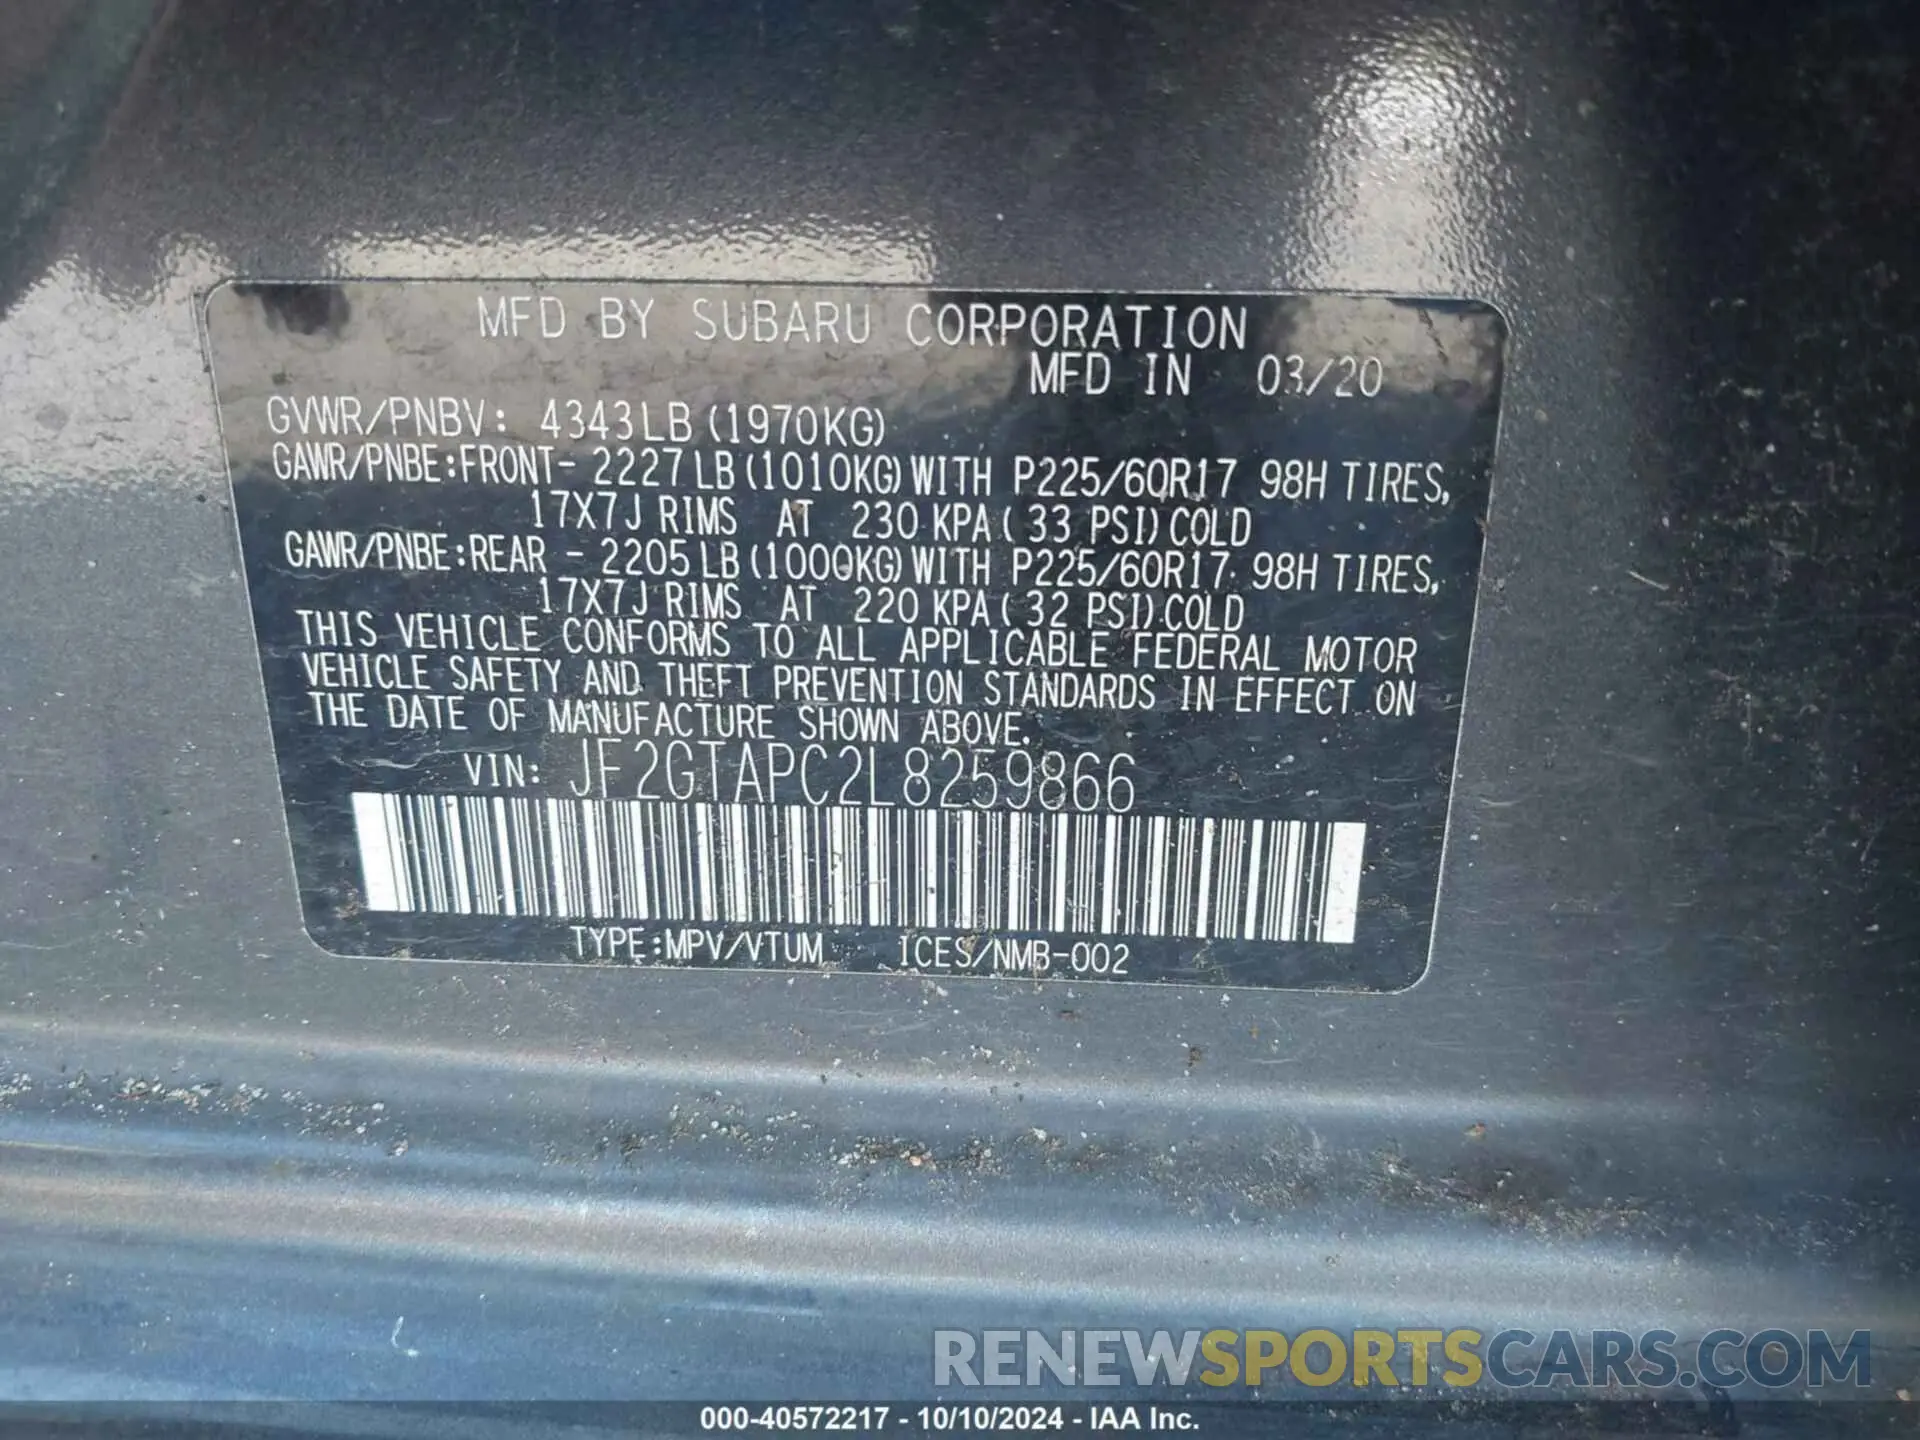 MFD BY SUBARU CORPORATION
MFD IN 03/20
GVWR/PNBV: 4343LB (1970KG)
GAWR/PNBE:FRONT- 2227LB (1010KG) WITH P225/60R17 98H TIRES,
17X7J RIMS AT 230 KPA ( 33 PSI) COLD
GAWR/PNBE:REAR - 2205LB (1000KG) WITH P225/60R17 98H TIRES,
17X7J RIMS AT 220 KPA ( 32 PSI) COLD
THIS VEHICLE CONFORMS TO ALL APPLICABLE FEDERAL MOTOR
VEHICLE SAFETY AND THEFT PREVENTION STANDARDS IN EFFECT ON
THE DATE OF MANUFACTURE SHOWN ABOVE.
VIN: JF2GTAPC2L8259866
TYPE:MPV/VTUM ICES/NMB-002
RENEWSPORTSCARS.COM
000-40572217 - 10/10/2024 - IAA Inc.